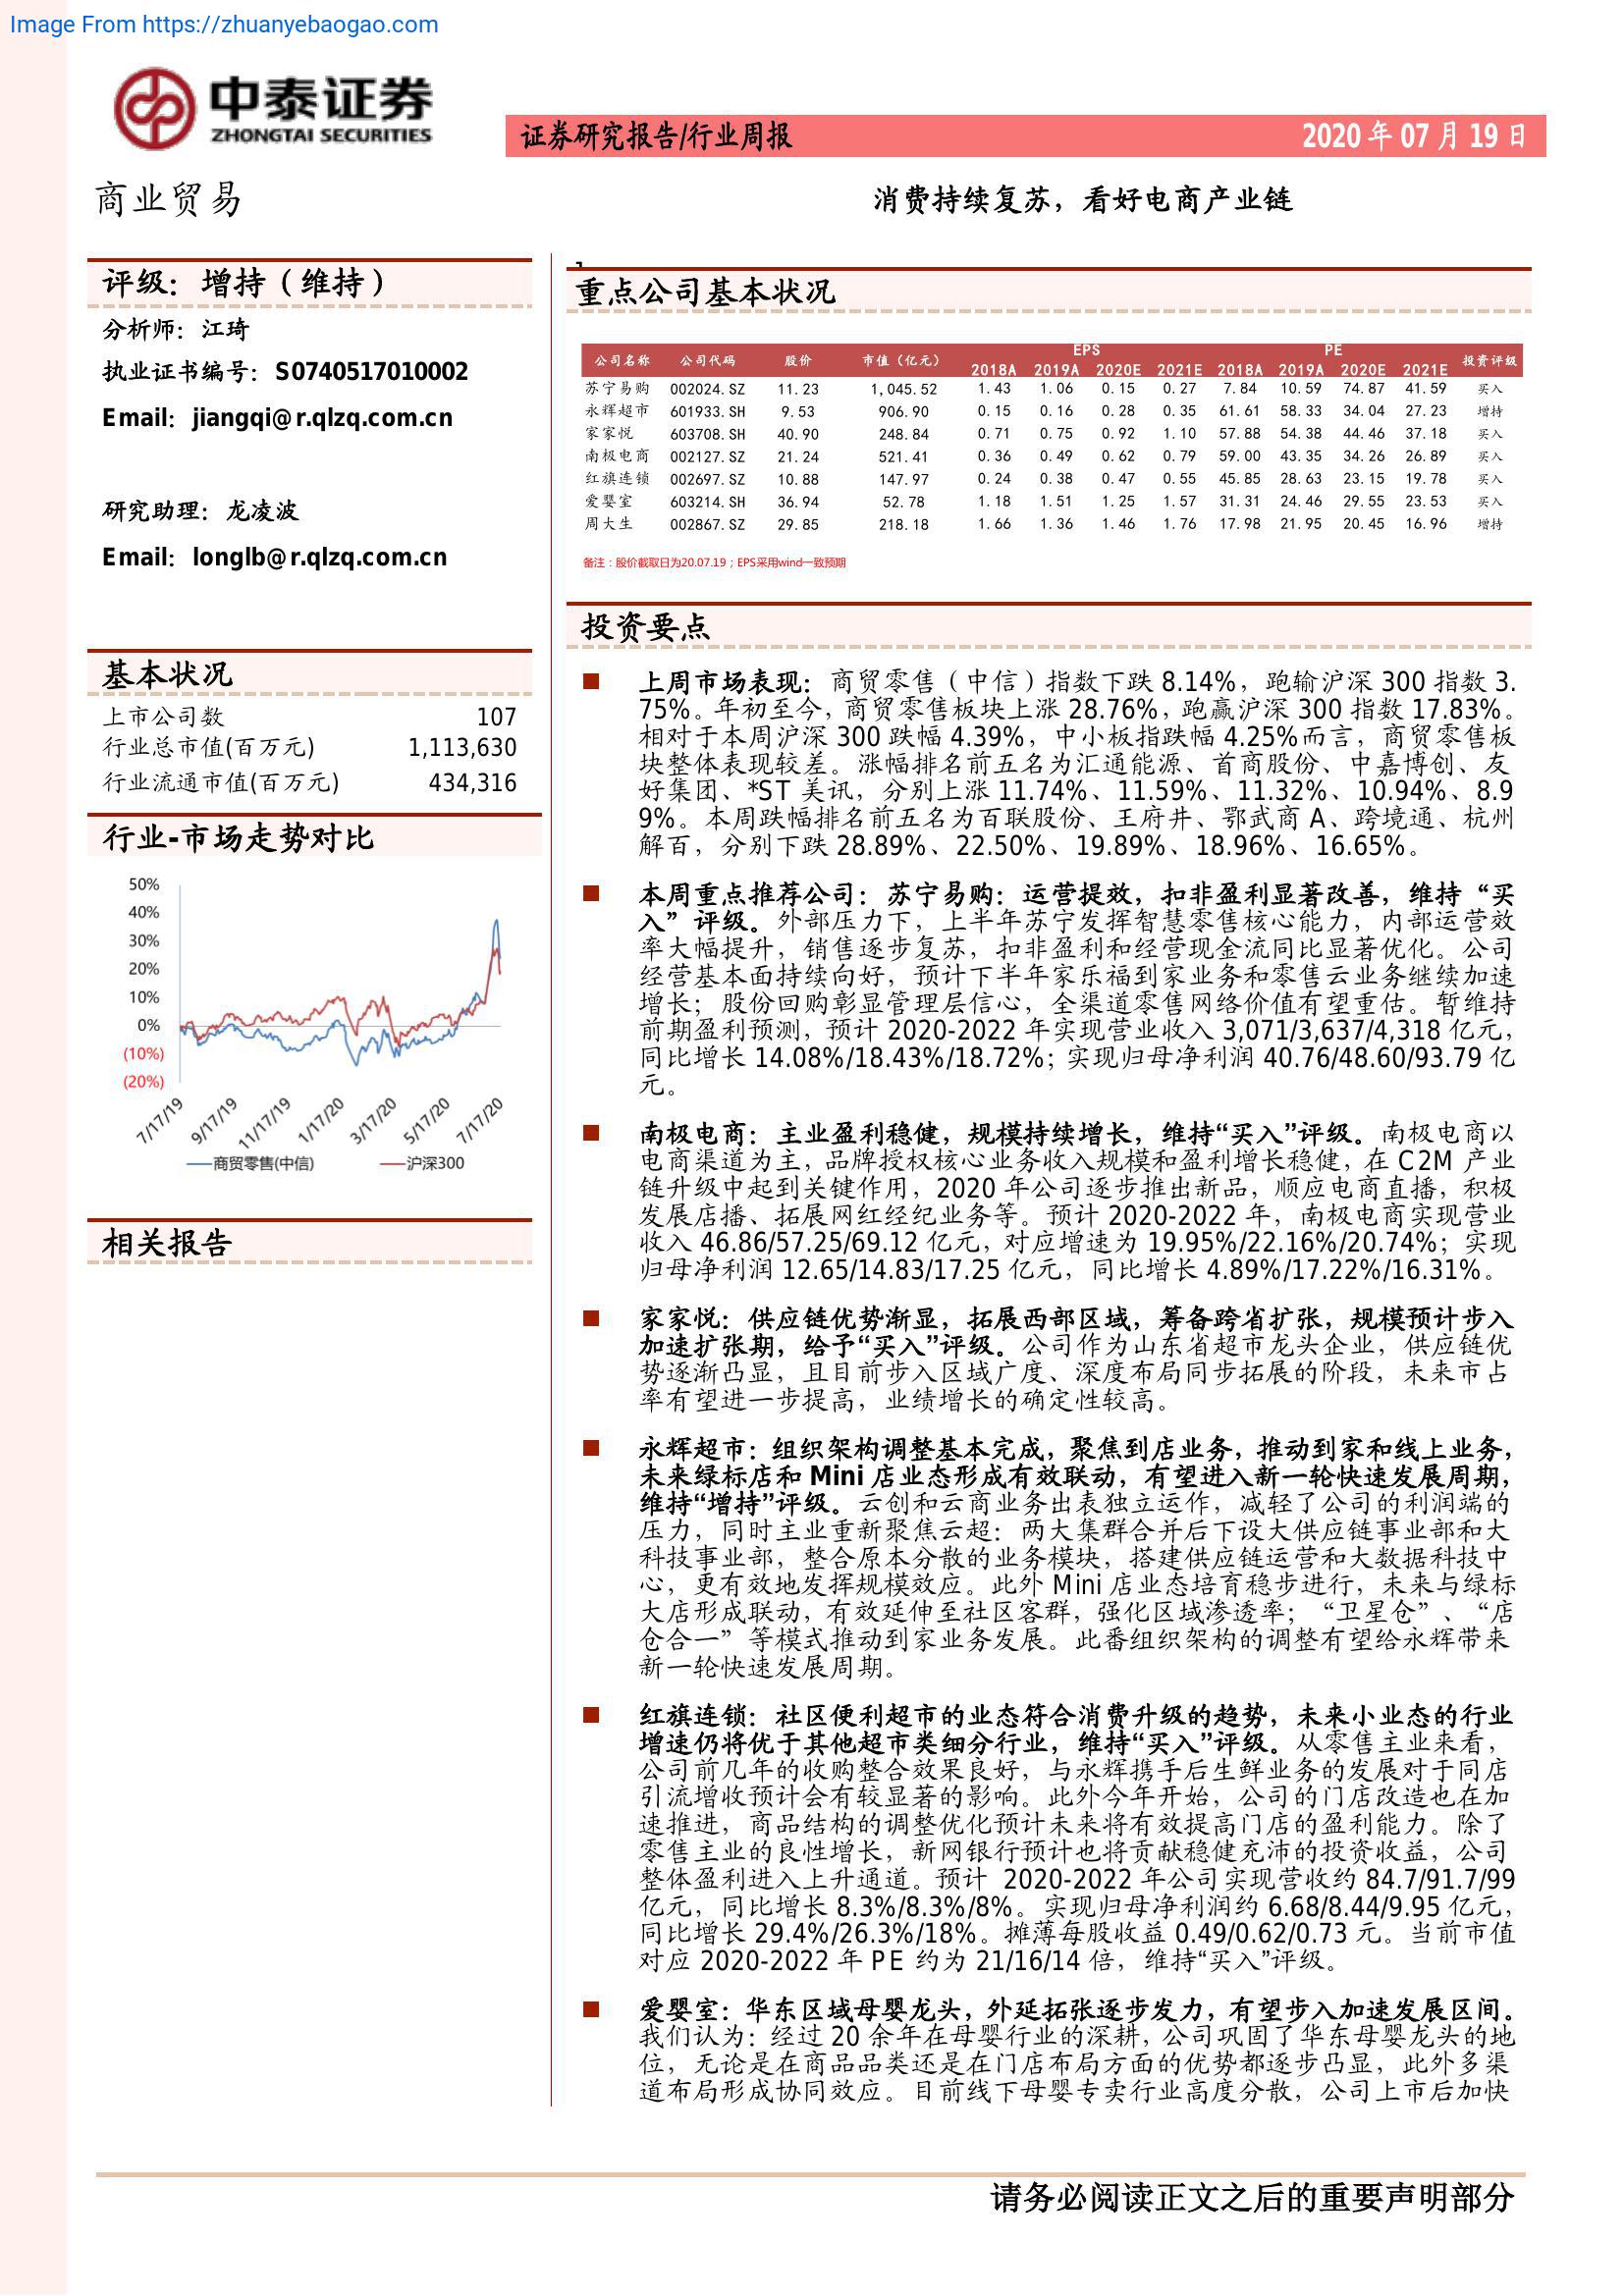 Image From https://zhuanyebaogao.com
中泰证券
ZHONGTAI SECURITIES
证券研究报告/行业周报 2020 年 07 月 19 日
商业贸易
消费持续复苏，看好电商产业链
评级：增持（维持）
分析师：江琦
执业证书编号：S0740517010002
Email：jiangqi@r.qlzq.com.cn
研究助理：龙凌波
Email：longlb@r.qlzq.com.cn
基本状况
上市公司数 107
行业总市值(百万元) 1,113,630
行业流通市值(百万元) 434,316
行业-市场走势对比
50%
40%
30%
20%
10%
0%
(10%)
(20%)
7/17/19 9/17/19 11/17/19 1/17/20 3/17/20 5/17/20 7/17/20
商贸零售(中信) 沪深300
相关报告
重点公司基本状况
公司名称 公司代码 股价 市值（亿元） EPS PE 投资评级
2018A 2019A 2020E 2021E 2018A 2019A 2020E 2021E
苏宁易购 002024.SZ 11.23 1,045.52 1.43 1.06 0.15 0.27 7.84 10.59 74.87 41.59 买入
永辉超市 601933.SH 9.53 906.90 0.15 0.16 0.28 0.35 61.61 58.33 34.04 27.23 增持
家家悦 603708.SH 40.90 248.84 0.71 0.75 0.92 1.10 57.88 54.38 44.46 37.18 买入
南极电商 002127.SZ 21.24 521.41 0.36 0.49 0.62 0.79 59.00 43.35 34.26 26.89 买入
红旗连锁 002697.SZ 10.88 147.97 0.24 0.38 0.47 0.55 45.85 28.63 23.15 19.78 买入
爱婴室 603214.SH 36.94 52.78 1.18 1.51 1.25 1.57 31.31 24.46 29.55 23.53 买入
周大生 002867.SZ 29.85 218.18 1.66 1.36 1.46 1.76 17.98 21.95 20.45 16.96 增持
备注：股价截取日为20.07.19；EPS采用wind一致预期
投资要点
■ 上周市场表现：商贸零售（中信）指数下跌 8.14%，跑输沪深 300 指数 3.
75%。年初至今，商贸零售板块上涨 28.76%，跑赢沪深 300 指数 17.83%。
相对于本周沪深 300 跌幅 4.39%，中小板指跌幅 4.25%而言，商贸零售板
块整体表现较差。涨幅排名前五名为汇通能源、首商股份、中嘉博创、友
好集团、*ST 美讯，分别上涨 11.74%、11.59%、11.32%、10.94%、8.9
9%。本周跌幅排名前五名为百联股份、王府井、鄂武商 A、跨境通、杭州
解百，分别下跌 28.89%、22.50%、19.89%、18.96%、16.65%。
■ 本周重点推荐公司：苏宁易购：运营提效，扣非盈利显著改善，维持“买
入”评级。外部压力下，上半年苏宁发挥智慧零售核心能力，内部运营效
率大幅提升，销售逐步复苏，扣非盈利和经营现金流同比显著优化。公司
经营基本面持续向好，预计下半年家乐福到家业务和零售云业务继续加速
增长；股份回购彰显管理层信心，全渠道零售网络价值有望重估。暂维持
前期盈利预测，预计 2020-2022 年实现营业收入 3,071/3,637/4,318 亿元，
同比增长 14.08%/18.43%/18.72%；实现归母净利润 40.76/48.60/93.79 亿
元。
■ 南极电商：主业盈利稳健，规模持续增长，维持“买入”评级。南极电商以
电商渠道为主，品牌授权核心业务收入规模和盈利增长稳健，在 C2M 产业
链升级中起到关键作用，2020 年公司逐步推出新品，顺应电商直播，积极
发展店播、拓展网红经纪业务等。预计 2020-2022 年，南极电商实现营业
收入 46.86/57.25/69.12 亿元，对应增速为 19.95%/22.16%/20.74%；实现
归母净利润 12.65/14.83/17.25 亿元，同比增长 4.89%/17.22%/16.31%。
■ 家家悦：供应链优势渐显，拓展西部区域，筹备跨省扩张，规模预计步入
加速扩张期，给予“买入”评级。公司作为山东省超市龙头企业，供应链优
势逐渐凸显，且目前步入区域广度、深度布局同步拓展的阶段，未来市占
率有望进一步提高，业绩增长的确定性较高。
■ 永辉超市：组织架构调整基本完成，聚焦到店业务，推动到家和线上业务，
未来绿标店和 Mini 店业态形成有效联动，有望进入新一轮快速发展周期，
维持“增持”评级。云创和云商业务出表独立运作，减轻了公司的利润端的
压力，同时主业重新聚焦云超：两大集群合并后下设大供应链事业部和大
科技事业部，整合原本分散的业务模块，搭建供应链运营和大数据科技中
心，更有效地发挥规模效应。此外 Mini 店业态培育稳步进行，未来与绿标
大店形成联动，有效延伸至社区客群，强化区域渗透率；“卫星仓”、“店
仓合一”等模式推动到家业务发展。此番组织架构的调整有望给永辉带来
新一轮快速发展周期。
■ 红旗连锁：社区便利超市的业态符合消费升级的趋势，未来小业态的行业
增速仍将优于其他超市类细分行业，维持“买入”评级。从零售主业来看，
公司前几年的收购整合效果良好，与永辉携手后生鲜业务的发展对于同店
引流增收预计会有较显著的影响。此外今年开始，公司的门店改造也在加
速推进，商品结构的调整优化预计未来将有效提高门店的盈利能力。除了
零售主业的良性增长，新网银行预计也将贡献稳健充沛的投资收益，公司
整体盈利进入上升通道。预计 2020-2022 年公司实现营收约 84.7/91.7/99
亿元，同比增长 8.3%/8.3%/8%。实现归母净利润约 6.68/8.44/9.95 亿元，
同比增长 29.4%/26.3%/18%。摊薄每股收益 0.49/0.62/0.73 元。当前市值
对应 2020-2022 年 PE 约为 21/16/14 倍，维持“买入”评级。
■ 爱婴室：华东区域母婴龙头，外延拓张逐步发力，有望步入加速发展区间。
我们认为：经过 20 余年在母婴行业的深耕，公司巩固了华东母婴龙头的地
位，无论是在商品品类还是在门店布局方面的优势都逐步凸显，此外多渠
道布局形成协同效应。目前线下母婴专卖行业高度分散，公司上市后加快
请务必阅读正文之后的重要声明部分